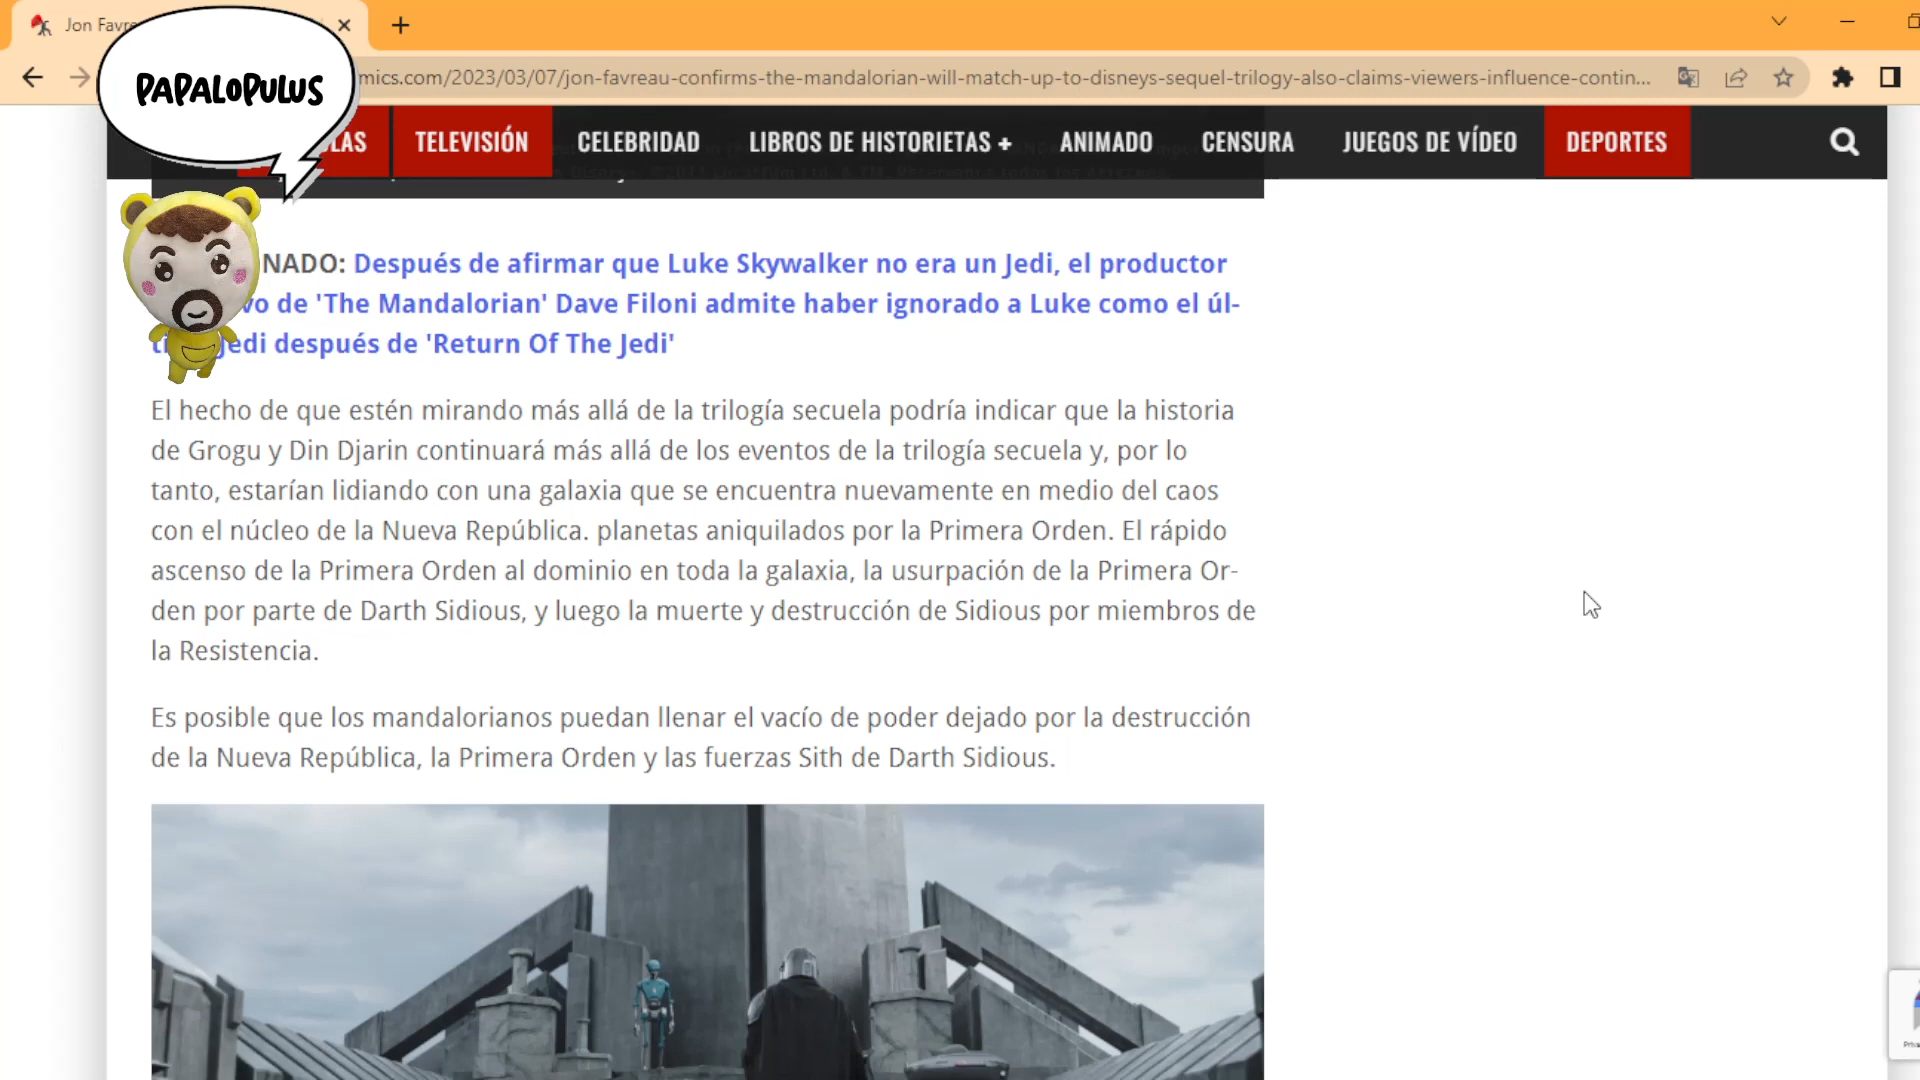 Jon Favre
PAPALOPULUS
mics.com/2023/03/07/jon-favreau-confirms-the-mandalorian-will-match-up-to-disneys-sequel-trilogy-also-claims-viewers-influence-contin...
LAS TELEVISIÓN CELEBRIDAD LIBROS DE HISTORIETAS + ANIMADO CENSURA JUEGOS DE VÍDEO DEPORTES
NADO: Después de afirmar que Luke Skywalker no era un Jedi, el productor
vo de 'The Mandalorian' Dave Filoni admite haber ignorado a Luke como el úl-
ti jedi después de 'Return Of The Jedi'
El hecho de que estén mirando más allá de la trilogía secuela podría indicar que la historia
de Grogu y Din Djarin continuará más allá de los eventos de la trilogía secuela y, por lo
tanto, estarían lidiando con una galaxia que se encuentra nuevamente en medio del caos
con el núcleo de la Nueva República. planetas aniquilados por la Primera Orden. El rápido
ascenso de la Primera Orden al dominio en toda la galaxia, la usurpación de la Primera Or-
den por parte de Darth Sidious, y luego la muerte y destrucción de Sidious por miembros de
la Resistencia.
Es posible que los mandalorianos puedan llenar el vacío de poder dejado por la destrucción
de la Nueva República, la Primera Orden y las fuerzas Sith de Darth Sidious.